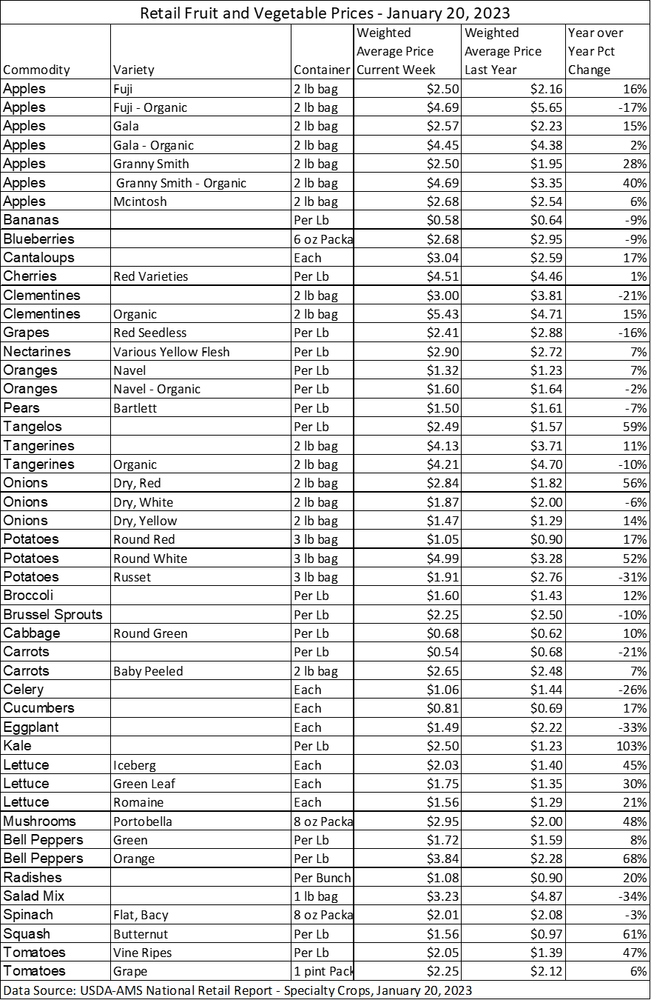 Retail Fruit and Vegetable Prices - January 20, 2023
Commodity Variety Container Weighted Average Price Current Week Weighted Average Price Last Year Year over Year Pct Change
Apples Fuji 2 lb bag $2.50 $2.16 16%
Apples Fuji - Organic 2 lb bag $4.69 $5.65 -17%
Apples Gala 2 lb bag $2.57 $2.23 15%
Apples Gala - Organic 2 lb bag $4.45 $4.38 2%
Apples Granny Smith 2 lb bag $2.50 $1.95 28%
Apples Granny Smith - Organic 2 lb bag $4.69 $3.35 40%
Apples Mcintosh 2 lb bag $2.68 $2.54 6%
Bananas Per Lb $0.58 $0.64 -9%
Blueberries 6 oz Packa $2.68 $2.95 -9%
Cantaloups Each $3.04 $2.59 17%
Cherries Red Varieties Per Lb $4.51 $4.46 1%
Clementines 2 lb bag $3.00 $3.81 -21%
Clementines Organic 2 lb bag $5.43 $4.71 15%
Grapes Red Seedless Per Lb $2.41 $2.88 -16%
Nectarines Various Yellow Flesh Per Lb $2.90 $2.72 7%
Oranges Navel Per Lb $1.32 $1.23 7%
Oranges Navel - Organic Per Lb $1.60 $1.64 -2%
Pears Bartlett Per Lb $1.50 $1.61 -7%
Tangelos Per Lb $2.49 $1.57 59%
Tangerines 2 lb bag $4.13 $3.71 11%
Tangerines Organic 2 lb bag $4.21 $4.70 -10%
Onions Dry, Red 2 lb bag $2.84 $1.82 56%
Onions Dry, White 2 lb bag $1.87 $2.00 -6%
Onions Dry, Yellow 2 lb bag $1.47 $1.29 14%
Potatoes Round Red 3 lb bag $1.05 $0.90 17%
Potatoes Round White 3 lb bag $4.99 $3.28 52%
Potatoes Russet 3 lb bag $1.91 $2.76 -31%
Broccoli Per Lb $1.60 $1.43 12%
Brussel Sprouts Per Lb $2.25 $2.50 -10%
Cabbage Round Green Per Lb $0.68 $0.62 10%
Carrots Per Lb $0.54 $0.68 -21%
Carrots Baby Peeled 2 lb bag $2.65 $2.48 7%
Celery Each $1.06 $1.44 -26%
Cucumbers Each $0.81 $0.69 17%
Eggplant Each $1.49 $2.22 -33%
Kale Per Lb $2.50 $1.23 103%
Lettuce Iceberg Each $2.03 $1.40 45%
Lettuce Green Leaf Each $1.75 $1.35 30%
Lettuce Romaine Each $1.56 $1.29 21%
Mushrooms Portobella 8 oz Packa $2.95 $2.00 48%
Bell Peppers Green Per Lb $1.72 $1.59 8%
Bell Peppers Orange Per Lb $3.84 $2.28 68%
Radishes Per Bunch $1.08 $0.90 20%
Salad Mix 1 lb bag $3.23 $4.87 -34%
Spinach Flat, Bacy 8 oz Packa $2.01 $2.08 -3%
Squash Butternut Per Lb $1.56 $0.97 61%
Tomatoes Vine Ripes Per Lb $2.05 $1.39 47%
Tomatoes Grape 1 pint Pack $2.25 $2.12 6%
Data Source: USDA-AMS National Retail Report - Specialty Crops, January 20, 2023